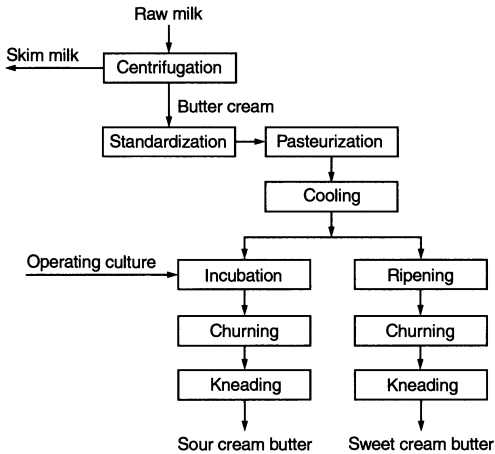 Raw milk
Skim milk
Centrifugation
Butter cream
Standardization
Pasteurization
Cooling
Operating culture
Incubation
Ripening
Churning
Churning
Kneading
Kneading
Sour cream butter
Sweet cream butter